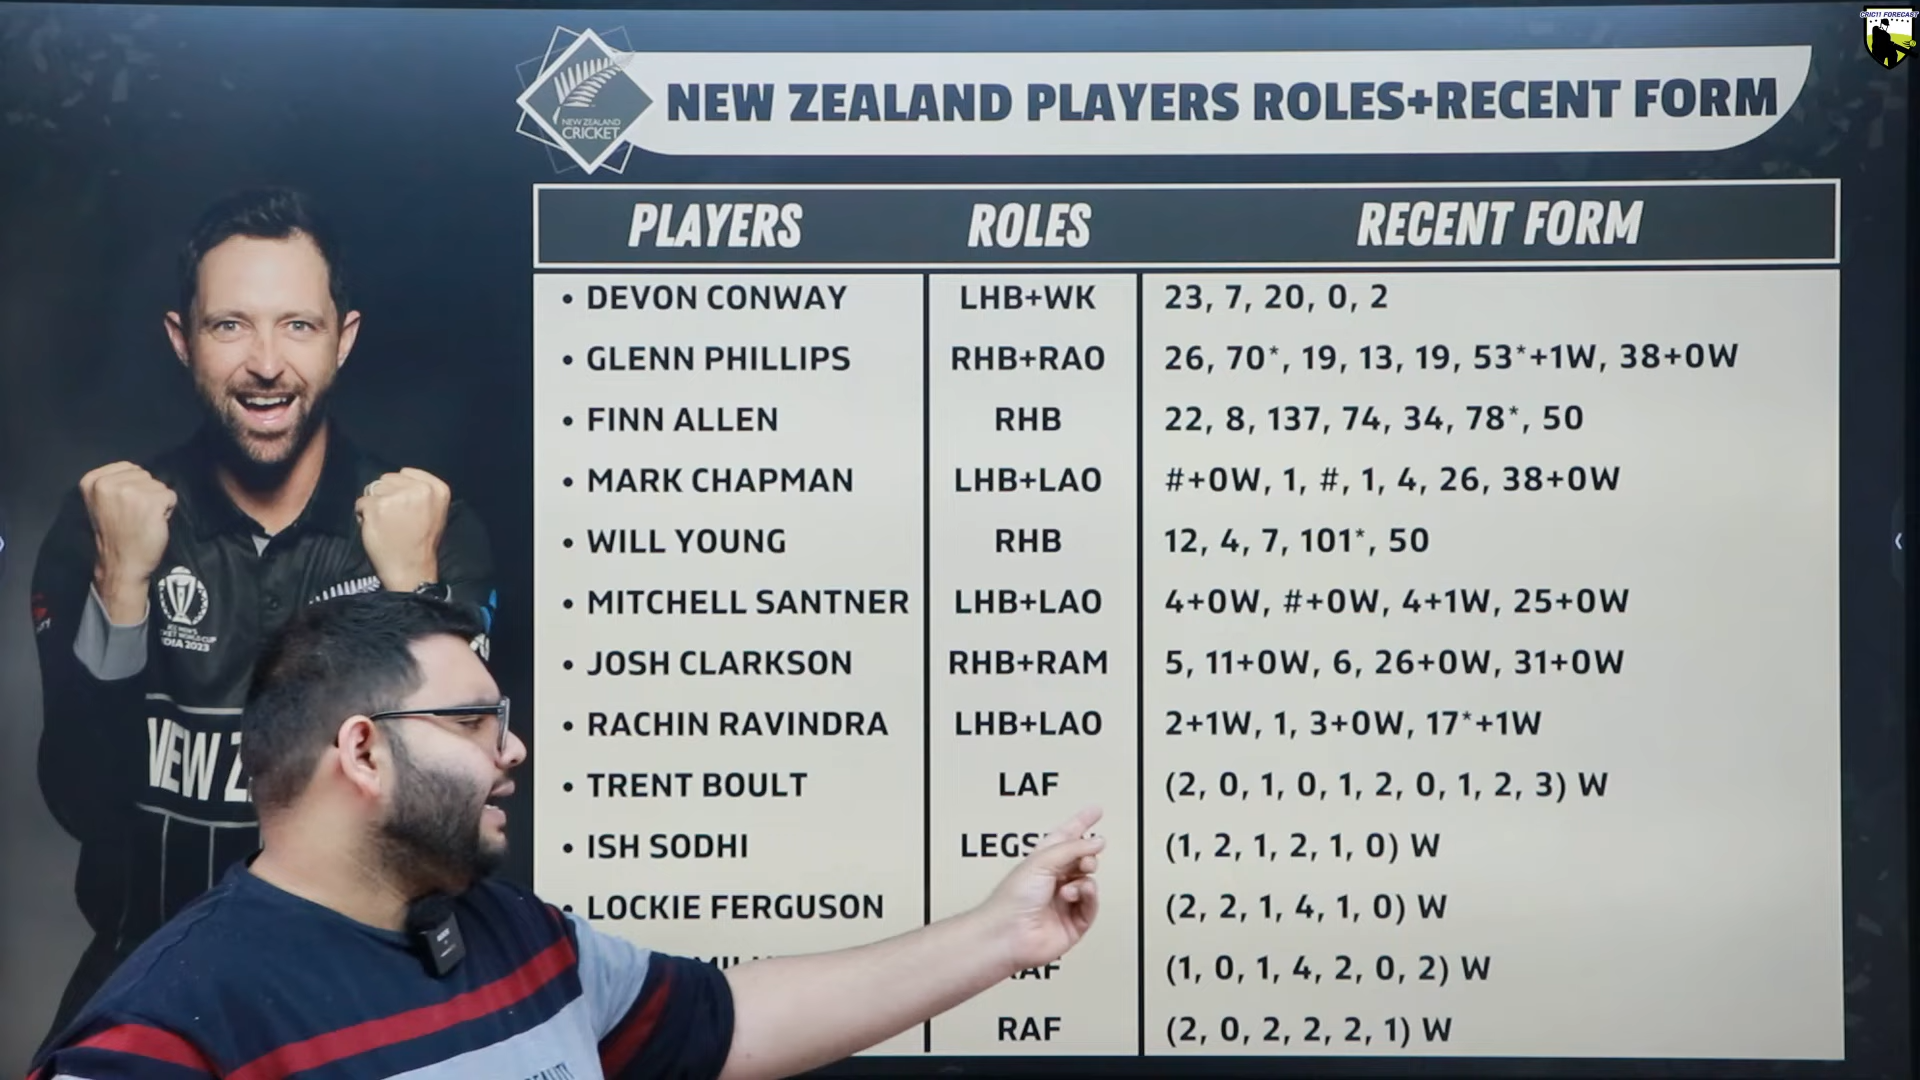 CRIC11 FORECAST
NEW ZEALAND
CRICKET
NEW ZEALAND PLAYERS ROLES+RECENT FORM
PLAYERS ROLES RECENT FORM
• DEVON CONWAY LHB+WK 23, 7, 20, 0, 2
• GLENN PHILLIPS RHB+RAO 26, 70*, 19, 13, 19, 53*+1W, 38+0W
• FINN ALLEN RHB 22, 8, 137, 74, 34, 78*, 50
• MARK CHAPMAN LHB+LAO #+0W, 1, #, 1, 4, 26, 38+0W
• WILL YOUNG RHB 12, 4, 7, 101*, 50
• MITCHELL SANTNER LHB+LAO 4+0W, #+0W, 4+1W, 25+0W
• JOSH CLARKSON RHB+RAM 5, 11+0W, 6, 26+0W, 31+0W
• RACHIN RAVINDRA LHB+LAO 2+1W, 1, 3+0W, 17*+1W
• TRENT BOULT LAF (2, 0, 1, 0, 1, 2, 0, 1, 2, 3) W
• ISH SODHI (1, 2, 1, 2, 1, 0) W
• LOCKIE FERGUSON (2, 2, 1, 4, 1, 0) W
RAF (1, 0, 1, 4, 2, 0, 2) W
RAF (2, 0, 2, 2, 2, 1) W
INDIA 2023
NEW Z